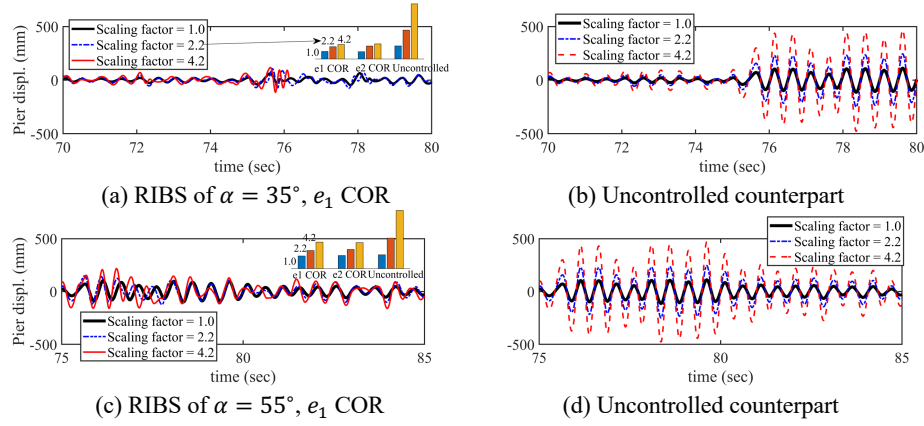 Scaling factor = 1.0
Scaling factor = 2.2
Scaling factor = 4.2
2.2 4.2
1.0
e1 COR e2 COR Uncontrolled
Pier displ. (mm)
500
0
-500
70 72 74 76 78 80
time (sec)
(a) RIBS of α = 35°, e₁ COR
Scaling factor = 1.0
Scaling factor = 2.2
Scaling factor = 4.2
500
0
-500
70 72 74 76 78 80
time (sec)
(b) Uncontrolled counterpart
4.2
2.2
1.0
e1 COR e2 COR Uncontrolled
Pier displ. (mm)
500
0
-500
Scaling factor = 1.0
Scaling factor = 2.2
Scaling factor = 4.2
75 80 85
time (sec)
(c) RIBS of α = 55°, e₁ COR
Scaling factor = 1.0
Scaling factor = 2.2
Scaling factor = 4.2
500
0
-500
75 80 85
time (sec)
(d) Uncontrolled counterpart